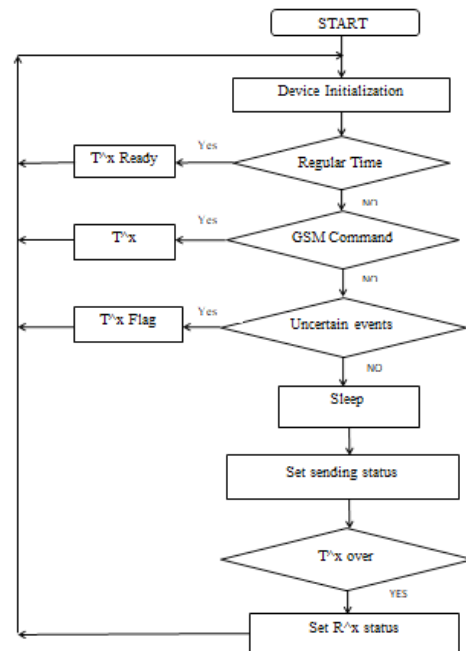 START
Device Initialization
Yes
T^x Ready
Regular Time
NO
Yes
T^x
GSM Command
NO
Yes
T^x Flag
Uncertain events
NO
Sleep
Set sending status
T^x over
YES
Set R^x status